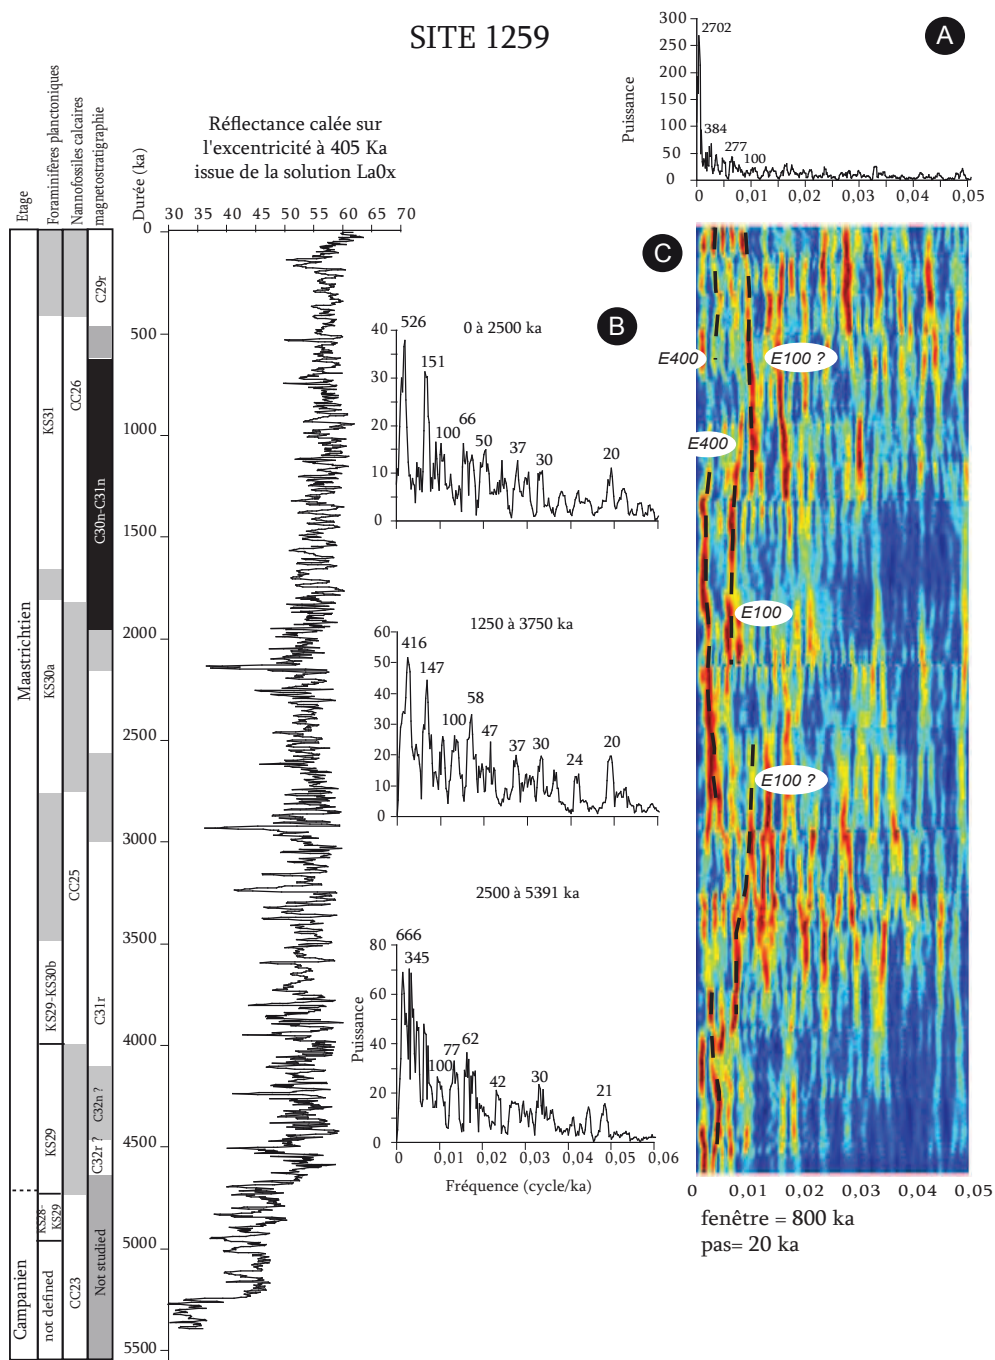 SITE 1259
A
Puissance
300
250
200
150
100
50
0
2702
384
277
100
0 0,01 0,02 0,03 0,04 0,05
Etage
Foraminifères planctoniques
Nannofossiles calcaires
magnetostratigraphie
Durée (ka)
Réflectance calée sur
l'excentricité à 405 Ka
issue de la solution La0x
30 35 40 45 50 55 60 65 70
0
500
1000
1500
2000
2500
3000
3500
4000
4500
5000
5500
Maastrichtien
Campanien
KS31
KS30a
KS29-KS30b
KS29
KS28-
KS29
not defined
CC26
CC25
CC23
C29r
C30n-C31n
C31r
C32n ?
C32r ?
Not studied
B
0 à 2500 ka
40
30
20
10
0
526
151
100
66
50
37
30
20
1250 à 3750 ka
60
50
40
30
20
10
0
416
147
100
58
47
37
30
24
20
2500 à 5391 ka
Puissance
80
60
40
20
0
666
345
100
77
62
42
30
21
0 0,01 0,02 0,03 0,04 0,05 0,06
Fréquence (cycle/ka)
C
E400 -
E100 ?
E400
E100
E100 ?
0 0,01 0,02 0,03 0,04 0,05
fenêtre = 800 ka
pas= 20 ka